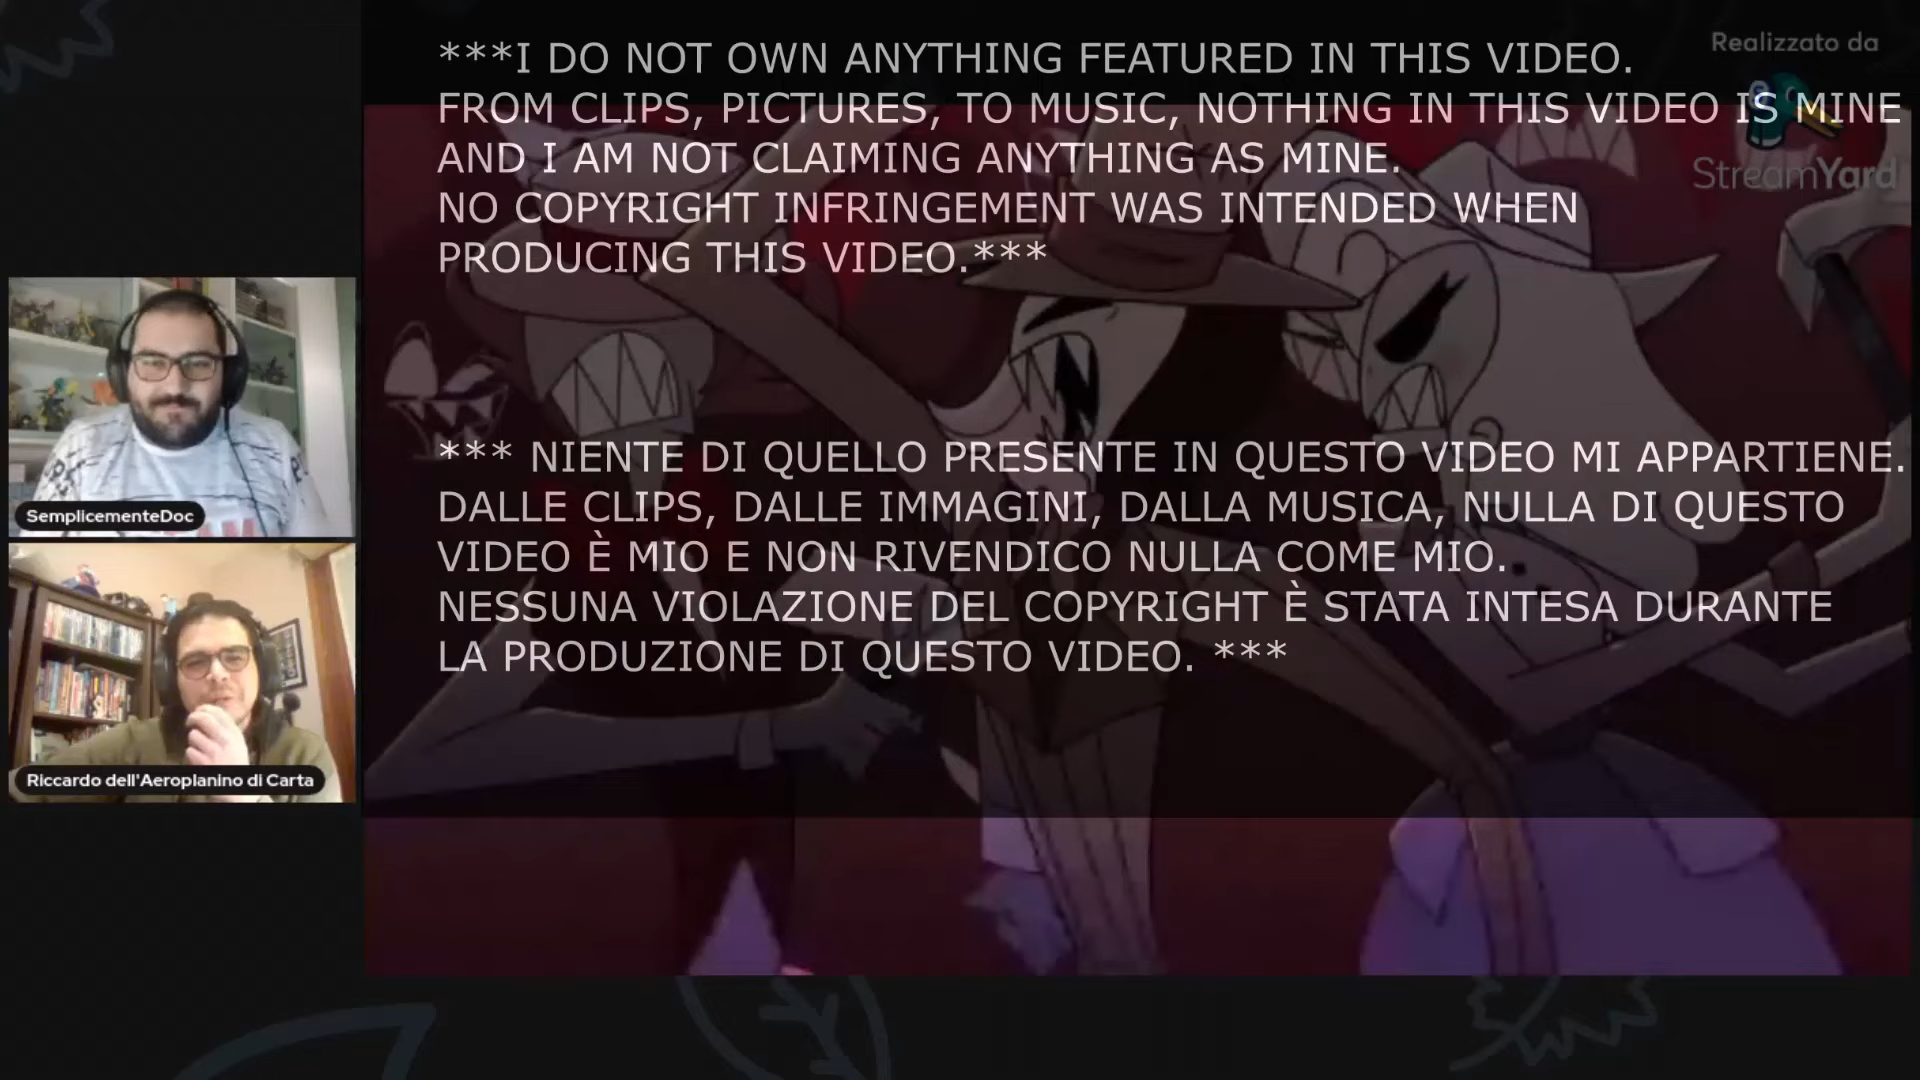 ***I DO NOT OWN ANYTHING FEATURED IN THIS VIDEO.
FROM CLIPS, PICTURES, TO MUSIC, NOTHING IN THIS VIDEO IS MINE
AND I AM NOT CLAIMING ANYTHING AS MINE.
NO COPYRIGHT INFRINGEMENT WAS INTENDED WHEN
PRODUCING THIS VIDEO.***
Realizzato da
StreamYard
*** NIENTE DI QUELLO PRESENTE IN QUESTO VIDEO MI APPARTIENE.
DALLE CLIPS, DALLE IMMAGINI, DALLA MUSICA, NULLA DI QUESTO
VIDEO È MIO E NON RIVENDICO NULLA COME MIO.
NESSUNA VIOLAZIONE DEL COPYRIGHT È STATA INTESA DURANTE
LA PRODUZIONE DI QUESTO VIDEO. ***
SemplicementeDoc
Riccardo dell'Aeroplanino di Carta